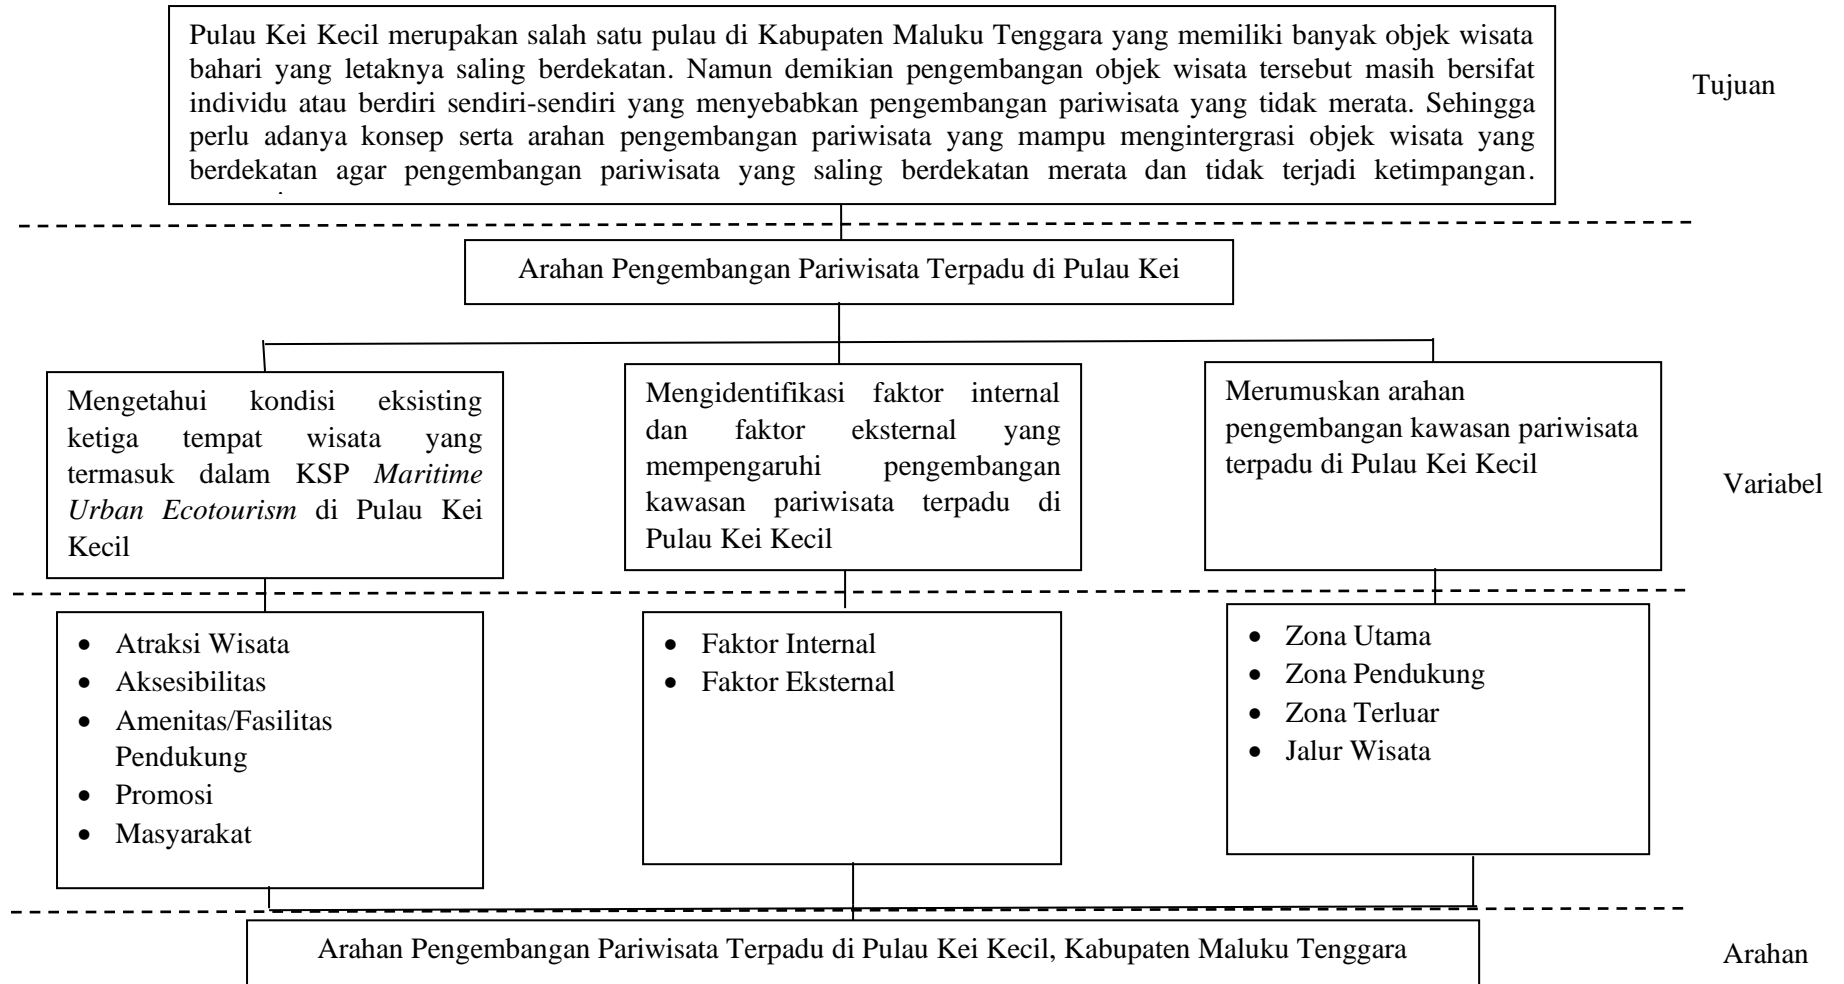 Pulau Kei Kecil merupakan salah satu pulau di Kabupaten Maluku Tenggara yang memiliki banyak objek wisata
bahari yang letaknya saling berdekatan. Namun demikian pengembangan objek wisata tersebut masih bersifat
individu atau berdiri sendiri-sendiri yang menyebabkan pengembangan pariwisata yang tidak merata. Sehingga
perlu adanya konsep serta arahan pengembangan pariwisata yang mampu mengintergrasi objek wisata yang
berdekatan agar pengembangan pariwisata yang saling berdekatan merata dan tidak terjadi ketimpangan.
Tujuan
Arahan Pengembangan Pariwisata Terpadu di Pulau Kei
Mengetahui kondisi eksisting
ketiga tempat wisata yang
termasuk dalam KSP Maritime
Urban Ecotourism di Pulau Kei
Kecil
Mengidentifikasi faktor internal
dan faktor eksternal yang
mempengaruhi pengembangan
kawasan pariwisata terpadu di
Pulau Kei Kecil
Merumuskan arahan
pengembangan kawasan pariwisata
terpadu di Pulau Kei Kecil
Variabel
• Atraksi Wisata
• Aksesibilitas
• Amenitas/Fasilitas
Pendukung
• Promosi
• Masyarakat
• Faktor Internal
• Faktor Eksternal
• Zona Utama
• Zona Pendukung
• Zona Terluar
• Jalur Wisata
Arahan Pengembangan Pariwisata Terpadu di Pulau Kei Kecil, Kabupaten Maluku Tenggara
Arahan